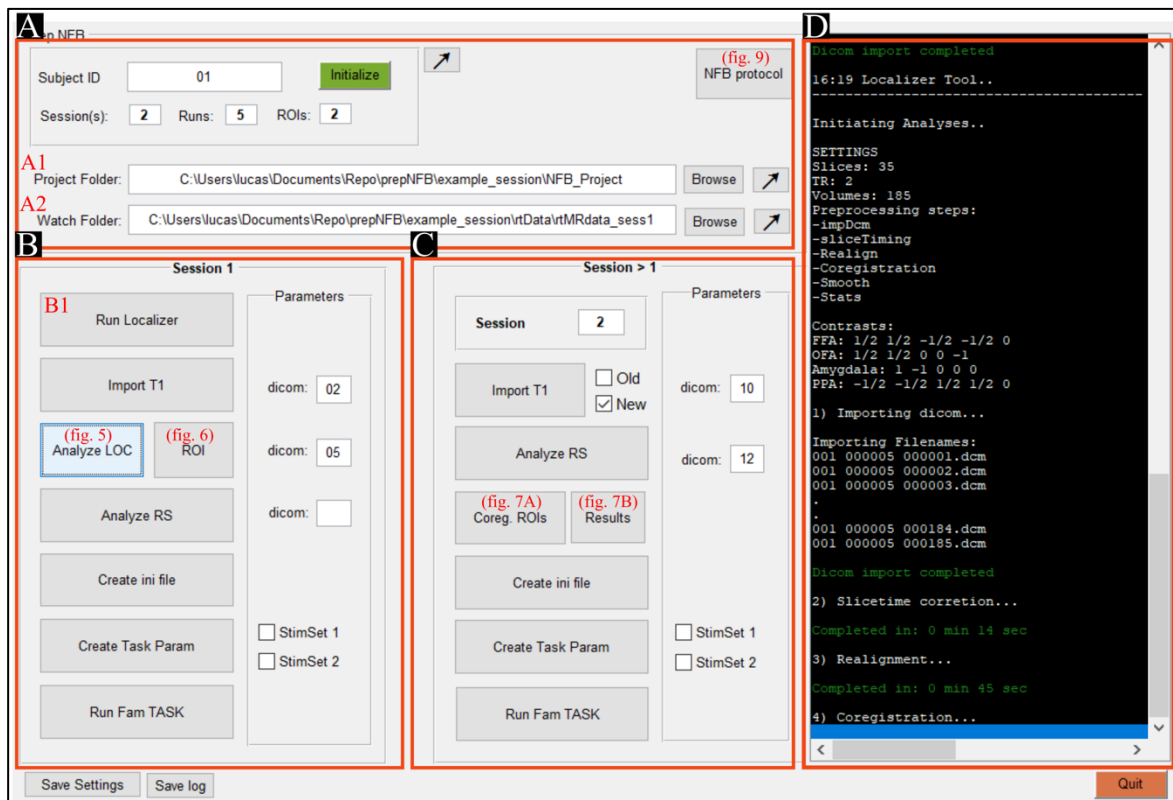 A
D
ep NFB
Subject ID
01
Initialize
(fig. 9)
NFB protocol
Session(s): 2 Runs: 5 ROIs: 2
A1
Project Folder: C:\Users\lucas\Documents\Repo\prepNFB\example_session\NFB_Project Browse
A2
Watch Folder: C:\Users\lucas\Documents\Repo\prepNFB\example_session\rtData\rtMRdata_sess1 Browse
B
Session 1
B1
Run Localizer
Parameters
Import T1
dicom: 02
(fig. 5)
Analyze LOC
(fig. 6)
ROI
dicom: 05
Analyze RS
dicom:
Create ini file
Create Task Param
StimSet 1
StimSet 2
Run Fam TASK
C
Session > 1
Session 2
Parameters
Import T1
Old
New
dicom: 10
Analyze RS
dicom: 12
(fig. 7A)
Coreg. ROIs
(fig. 7B)
Results
Create ini file
Create Task Param
StimSet 1
StimSet 2
Run Fam TASK
Dicom import completed
16:19 Localizer Tool..
----------------------------------------
Initiating Analyses..
SETTINGS
Slices: 35
TR: 2
Volumes: 185
Preprocessing steps:
-impDcm
-sliceTiming
-Realign
-Coregistration
-Smooth
-Stats
Contrasts:
FFA: 1/2 1/2 -1/2 -1/2 0
OFA: 1/2 1/2 0 0 -1
Amygdala: 1 -1 0 0 0
PPA: -1/2 -1/2 1/2 1/2 0
1) Importing dicom...
Importing Filenames:
001 000005 000001.dcm
001 000005 000002.dcm
001 000005 000003.dcm
.
.
001 000005 000184.dcm
001 000005 000185.dcm
Dicom import completed
2) Slicetime corretion...
Completed in: 0 min 14 sec
3) Realignment...
Completed in: 0 min 45 sec
4) Coregistration...
Save Settings
Save log
Quit